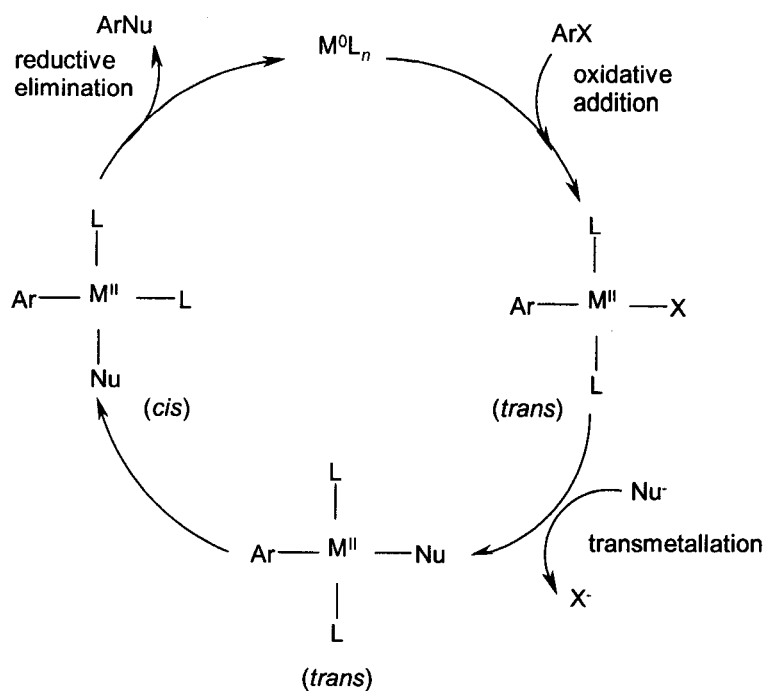 ArNu
reductive
elimination
M⁰Lₙ
ArX
oxidative
addition
L
Ar—Mᴵᴵ—X
L
(trans)
Nu⁻
transmetallation
X⁻
L
Ar—Mᴵᴵ—Nu
L
(trans)
L
Ar—Mᴵᴵ—L
Nu
(cis)